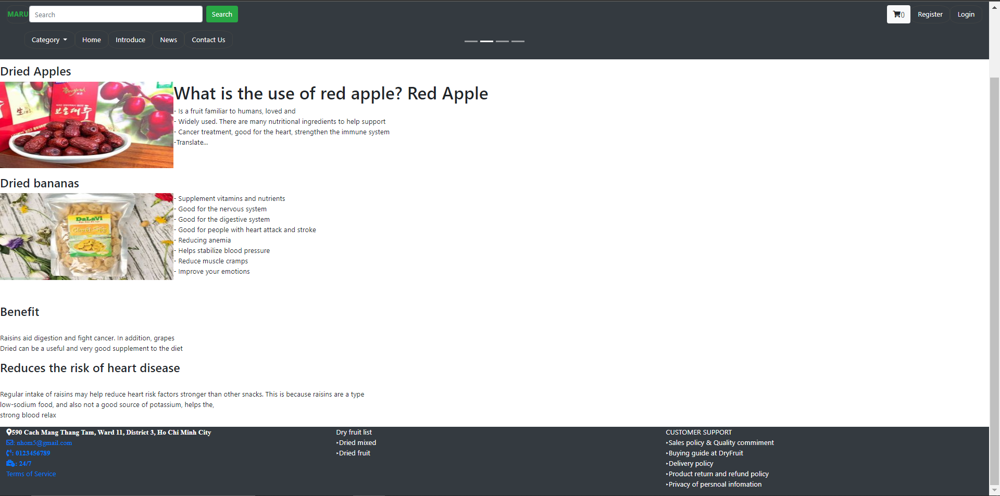 MARU
Search
Search
()
Register
Login
Category
Home
Introduce
News
Contact Us
Dried Apples
生
보은대추
What is the use of red apple? Red Apple
- Is a fruit familiar to humans, loved and
- Widely used. There are many nutritional ingredients to help support
- Cancer treatment, good for the heart, strengthen the immune system
-Translate...
Dried bananas
DaLaVi
Chuối Sấy
- Supplement vitamins and nutrients
- Good for the nervous system
- Good for the digestive system
- Good for people with heart attack and stroke
- Reducing anemia
- Helps stabilize blood pressure
- Reduce muscle cramps
- Improve your emotions
Benefit
Raisins aid digestion and fight cancer. In addition, grapes
Dried can be a useful and very good supplement to the diet
Reduces the risk of heart disease
Regular intake of raisins may help reduce heart risk factors stronger than other snacks. This is because raisins are a type
low-sodium food, and also not a good source of potassium, helps the,
strong blood relax
590 Cach Mang Thang Tam, Ward 11, District 3, Ho Chi Minh City
: nhom5@gmail.com
: 0123456789
: 24/7
Terms of Service
Dry fruit list
‣Dried mixed
‣Dried fruit
CUSTOMER SUPPORT
‣Sales policy & Quality commiment
‣Buying guide at DryFruit
‣Delivery policy
‣Product return and refund policy
‣Privacy of persnoal infomation